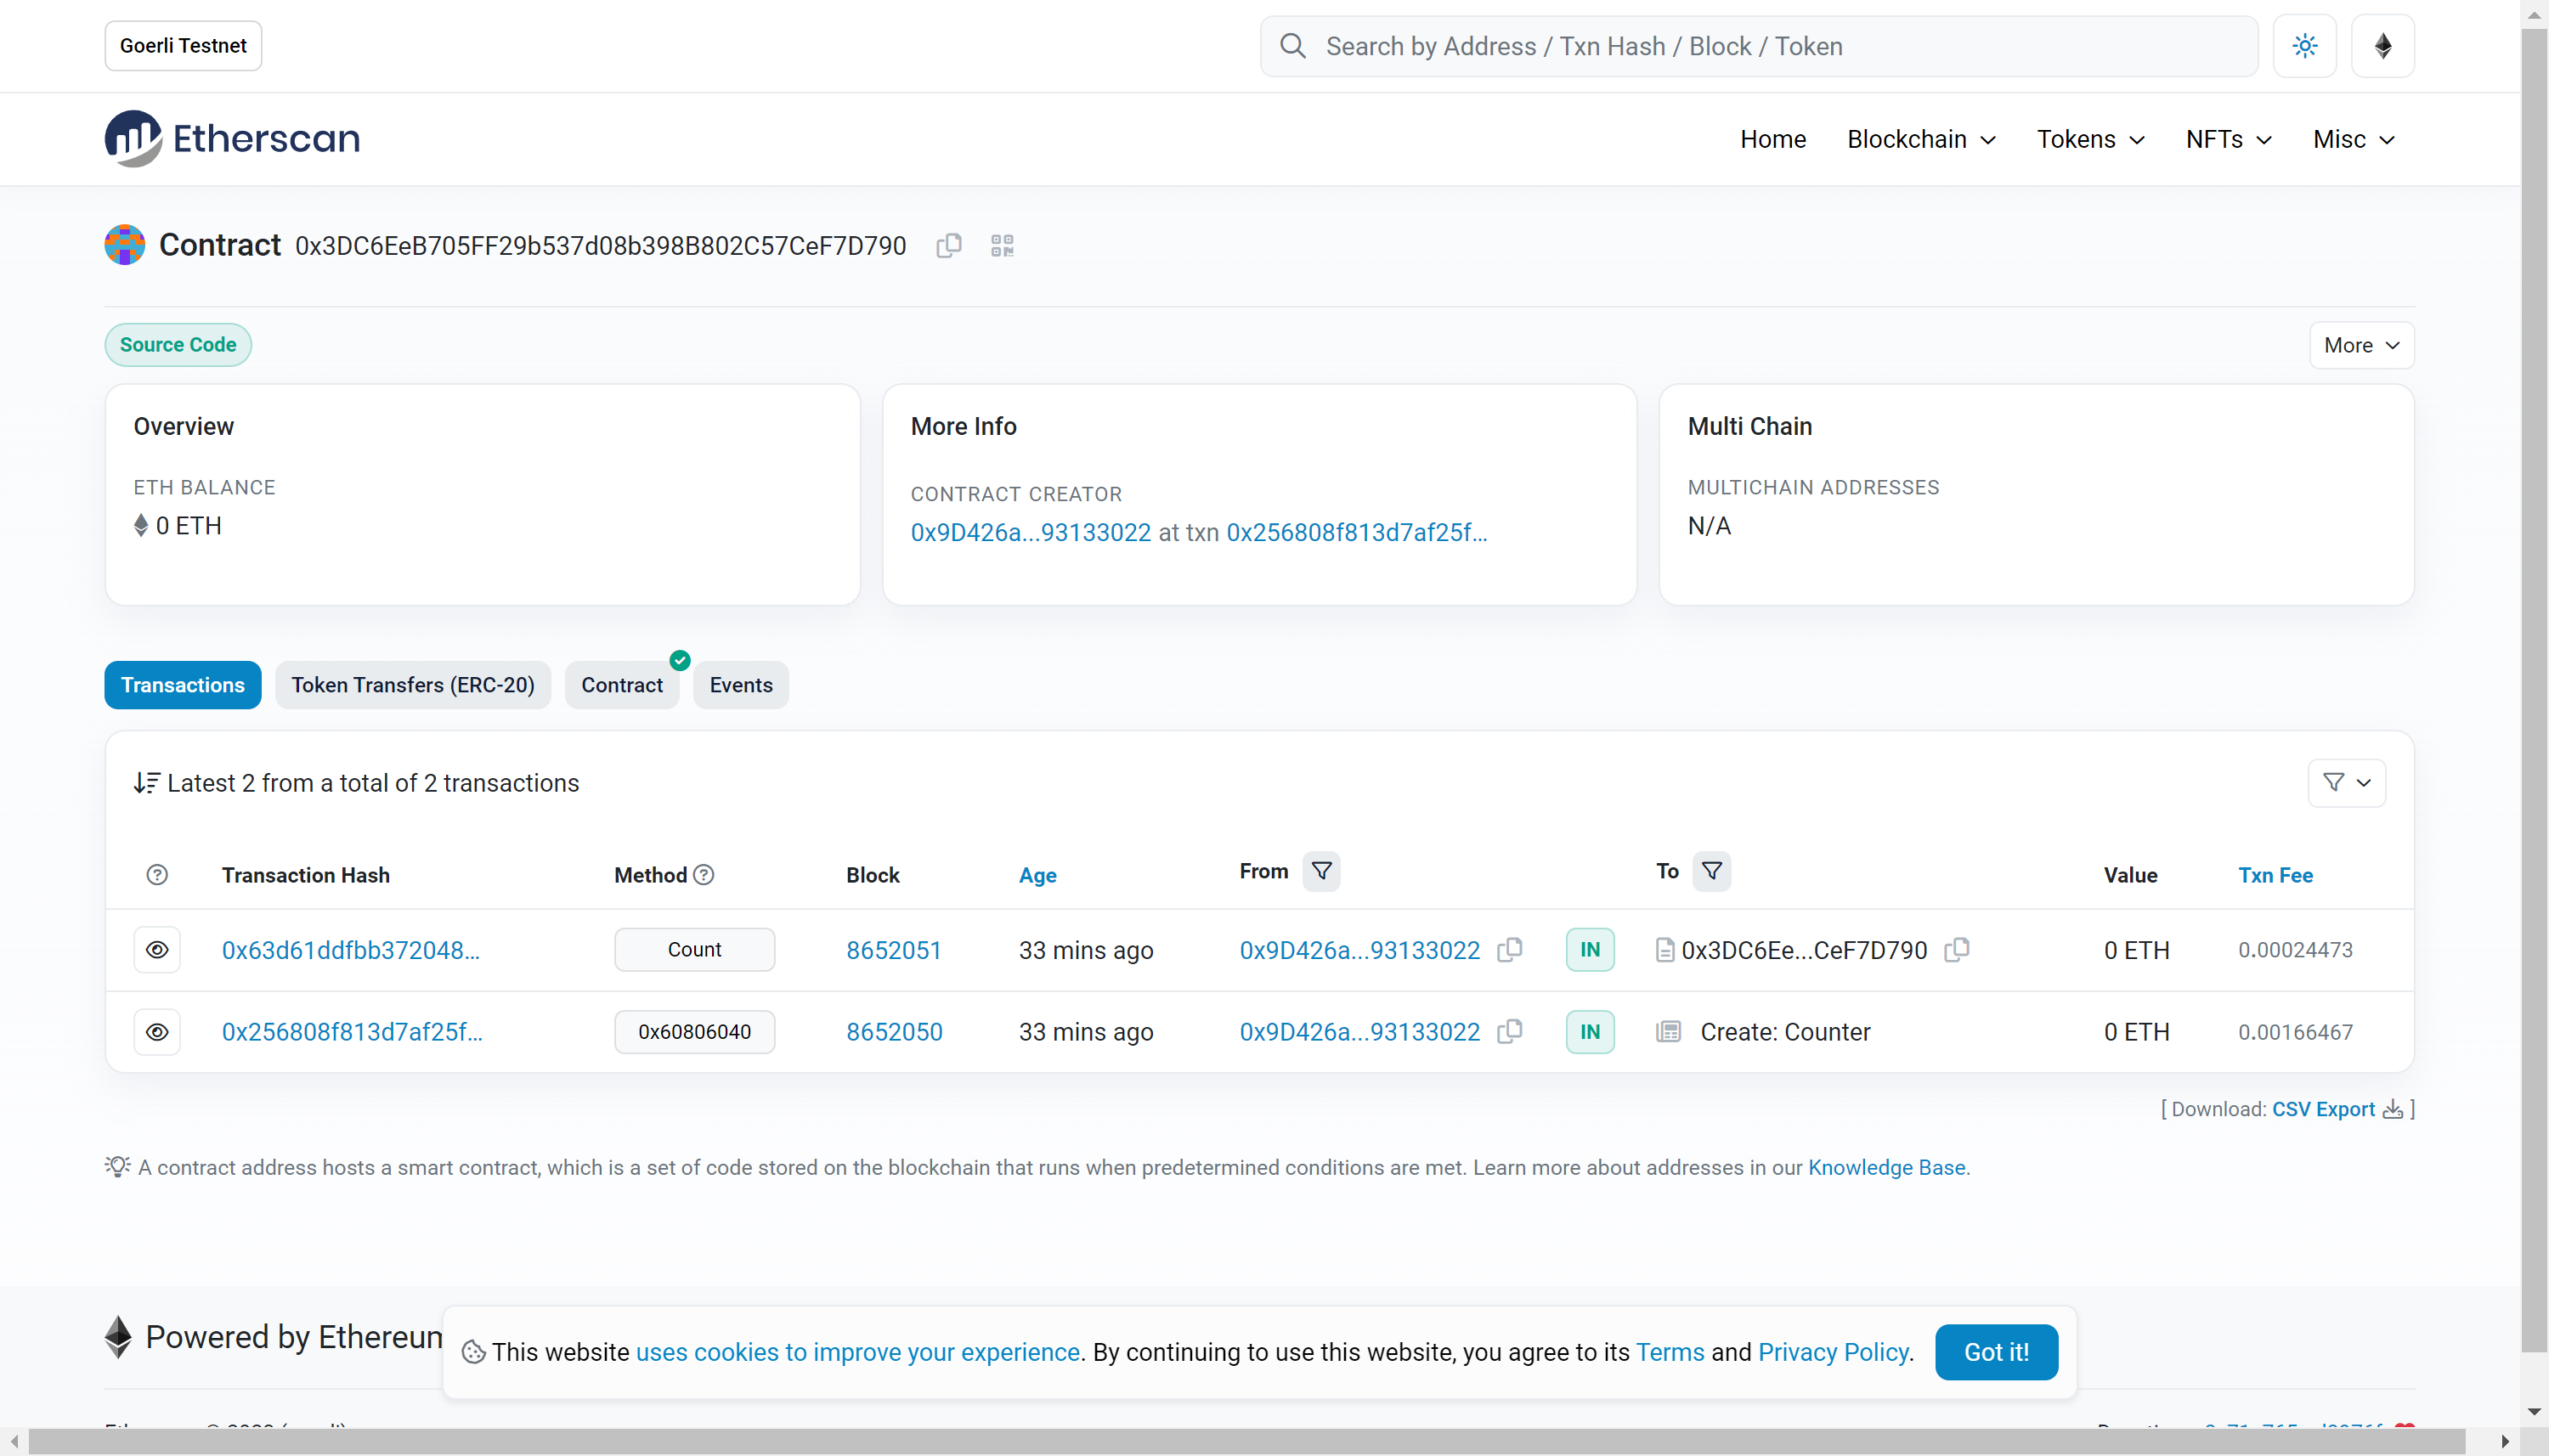 Goerli Testnet
Search by Address / Txn Hash / Block / Token
Etherscan
Home Blockchain Tokens NFTs Misc
Contract 0x3DC6EeB705FF29b537d08b398B802C57CeF7D790
Source Code
More
Overview
ETH BALANCE
0 ETH
More Info
CONTRACT CREATOR
0x9D426a...93133022 at txn 0x256808f813d7af25f...
Multi Chain
MULTICHAIN ADDRESSES
N/A
Transactions Token Transfers (ERC-20) Contract Events
Latest 2 from a total of 2 transactions
Transaction Hash Method Block Age From To Value Txn Fee
0x63d61ddfbb372048... Count 8652051 33 mins ago 0x9D426a...93133022 IN 0x3DC6Ee...CeF7D790 0 ETH 0.00024473
0x256808f813d7af25f... 0x60806040 8652050 33 mins ago 0x9D426a...93133022 IN Create: Counter 0 ETH 0.00166467
[ Download: CSV Export ]
A contract address hosts a smart contract, which is a set of code stored on the blockchain that runs when predetermined conditions are met. Learn more about addresses in our Knowledge Base.
Powered by Ethereum
This website uses cookies to improve your experience. By continuing to use this website, you agree to its Terms and Privacy Policy.
Got it!